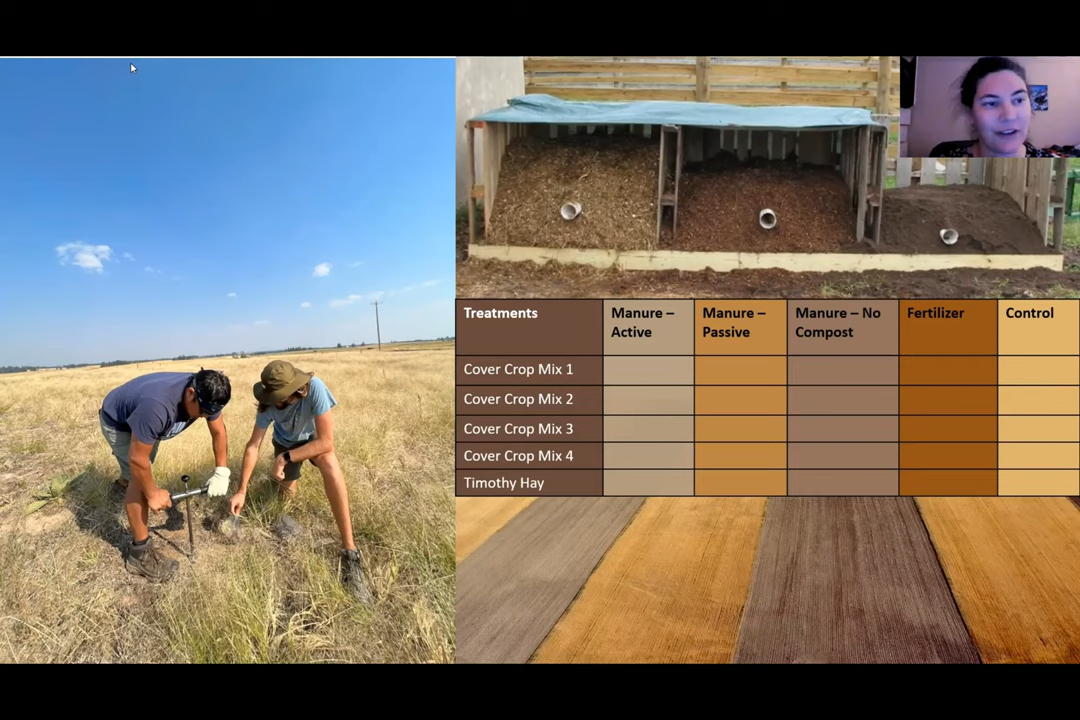 Treatments
Manure –
Active
Manure –
Passive
Manure – No
Compost
Fertilizer
Control
Cover Crop Mix 1
Cover Crop Mix 2
Cover Crop Mix 3
Cover Crop Mix 4
Timothy Hay